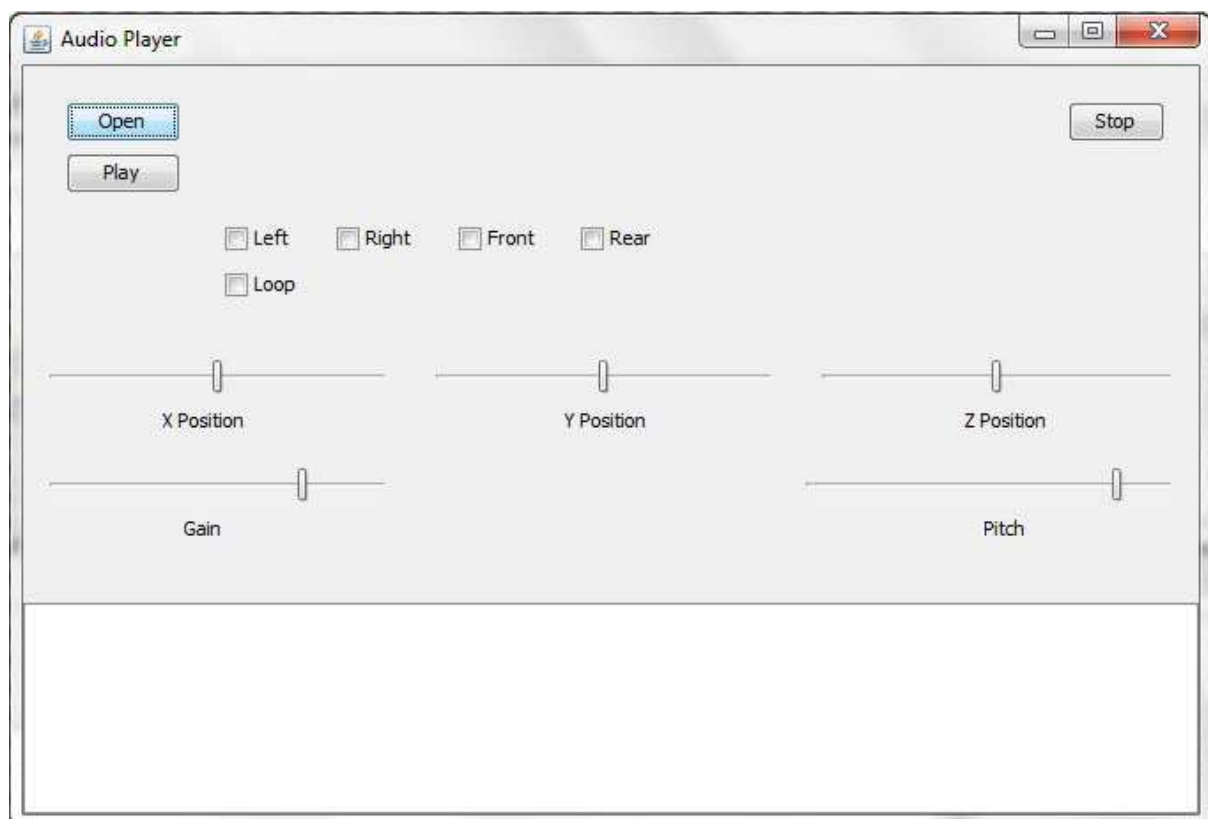 Audio Player
Open
Stop
Play
Left Right Front Rear
Loop
X Position Y Position Z Position
Gain Pitch